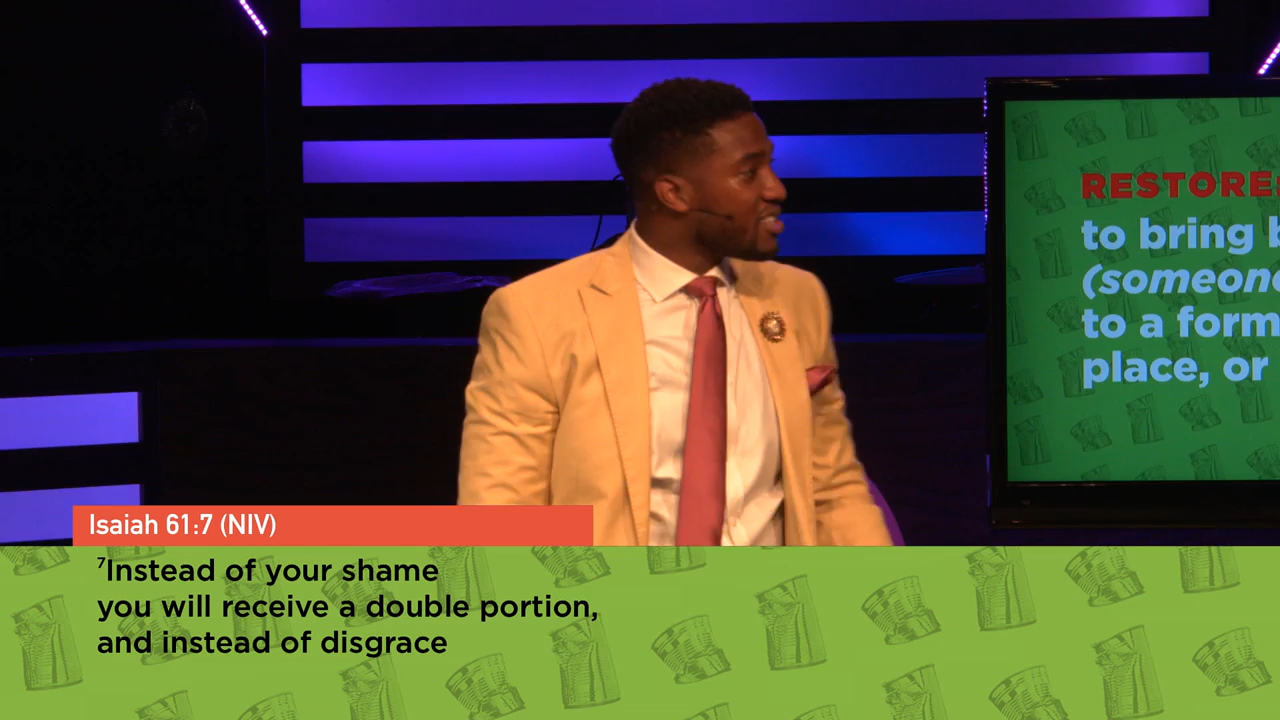 RESTORE:
to bring b
(someone
to a form
place, or
Isaiah 61:7 (NIV)
⁷Instead of your shame
you will receive a double portion,
and instead of disgrace